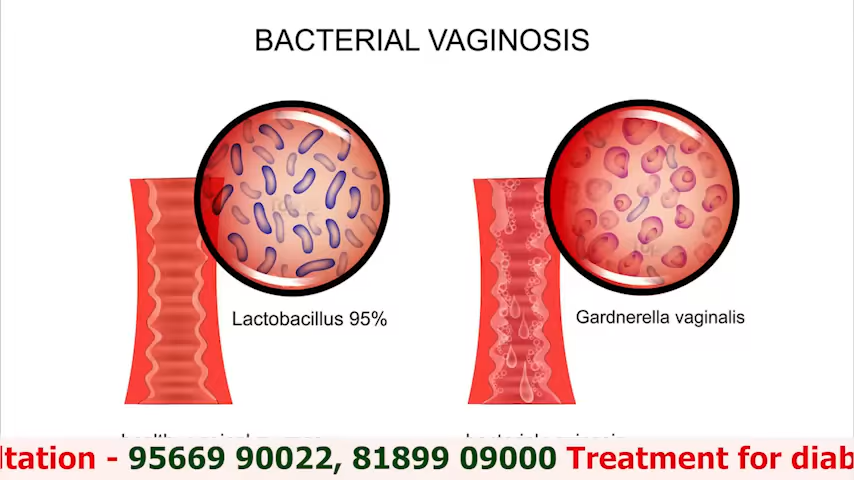 BACTERIAL VAGINOSIS
Lactobacillus 95%
Gardnerella vaginalis
ltation - 95669 90022, 81899 09000 Treatment for diab